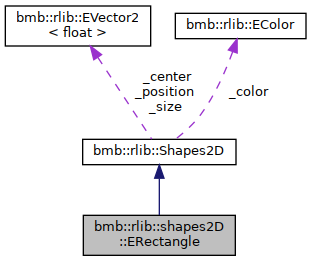 bmb::rlib::EVector2
< float >
bmb::rlib::EColor
_center
_position
_size
_color
bmb::rlib::Shapes2D
bmb::rlib::shapes2D
::ERectangle